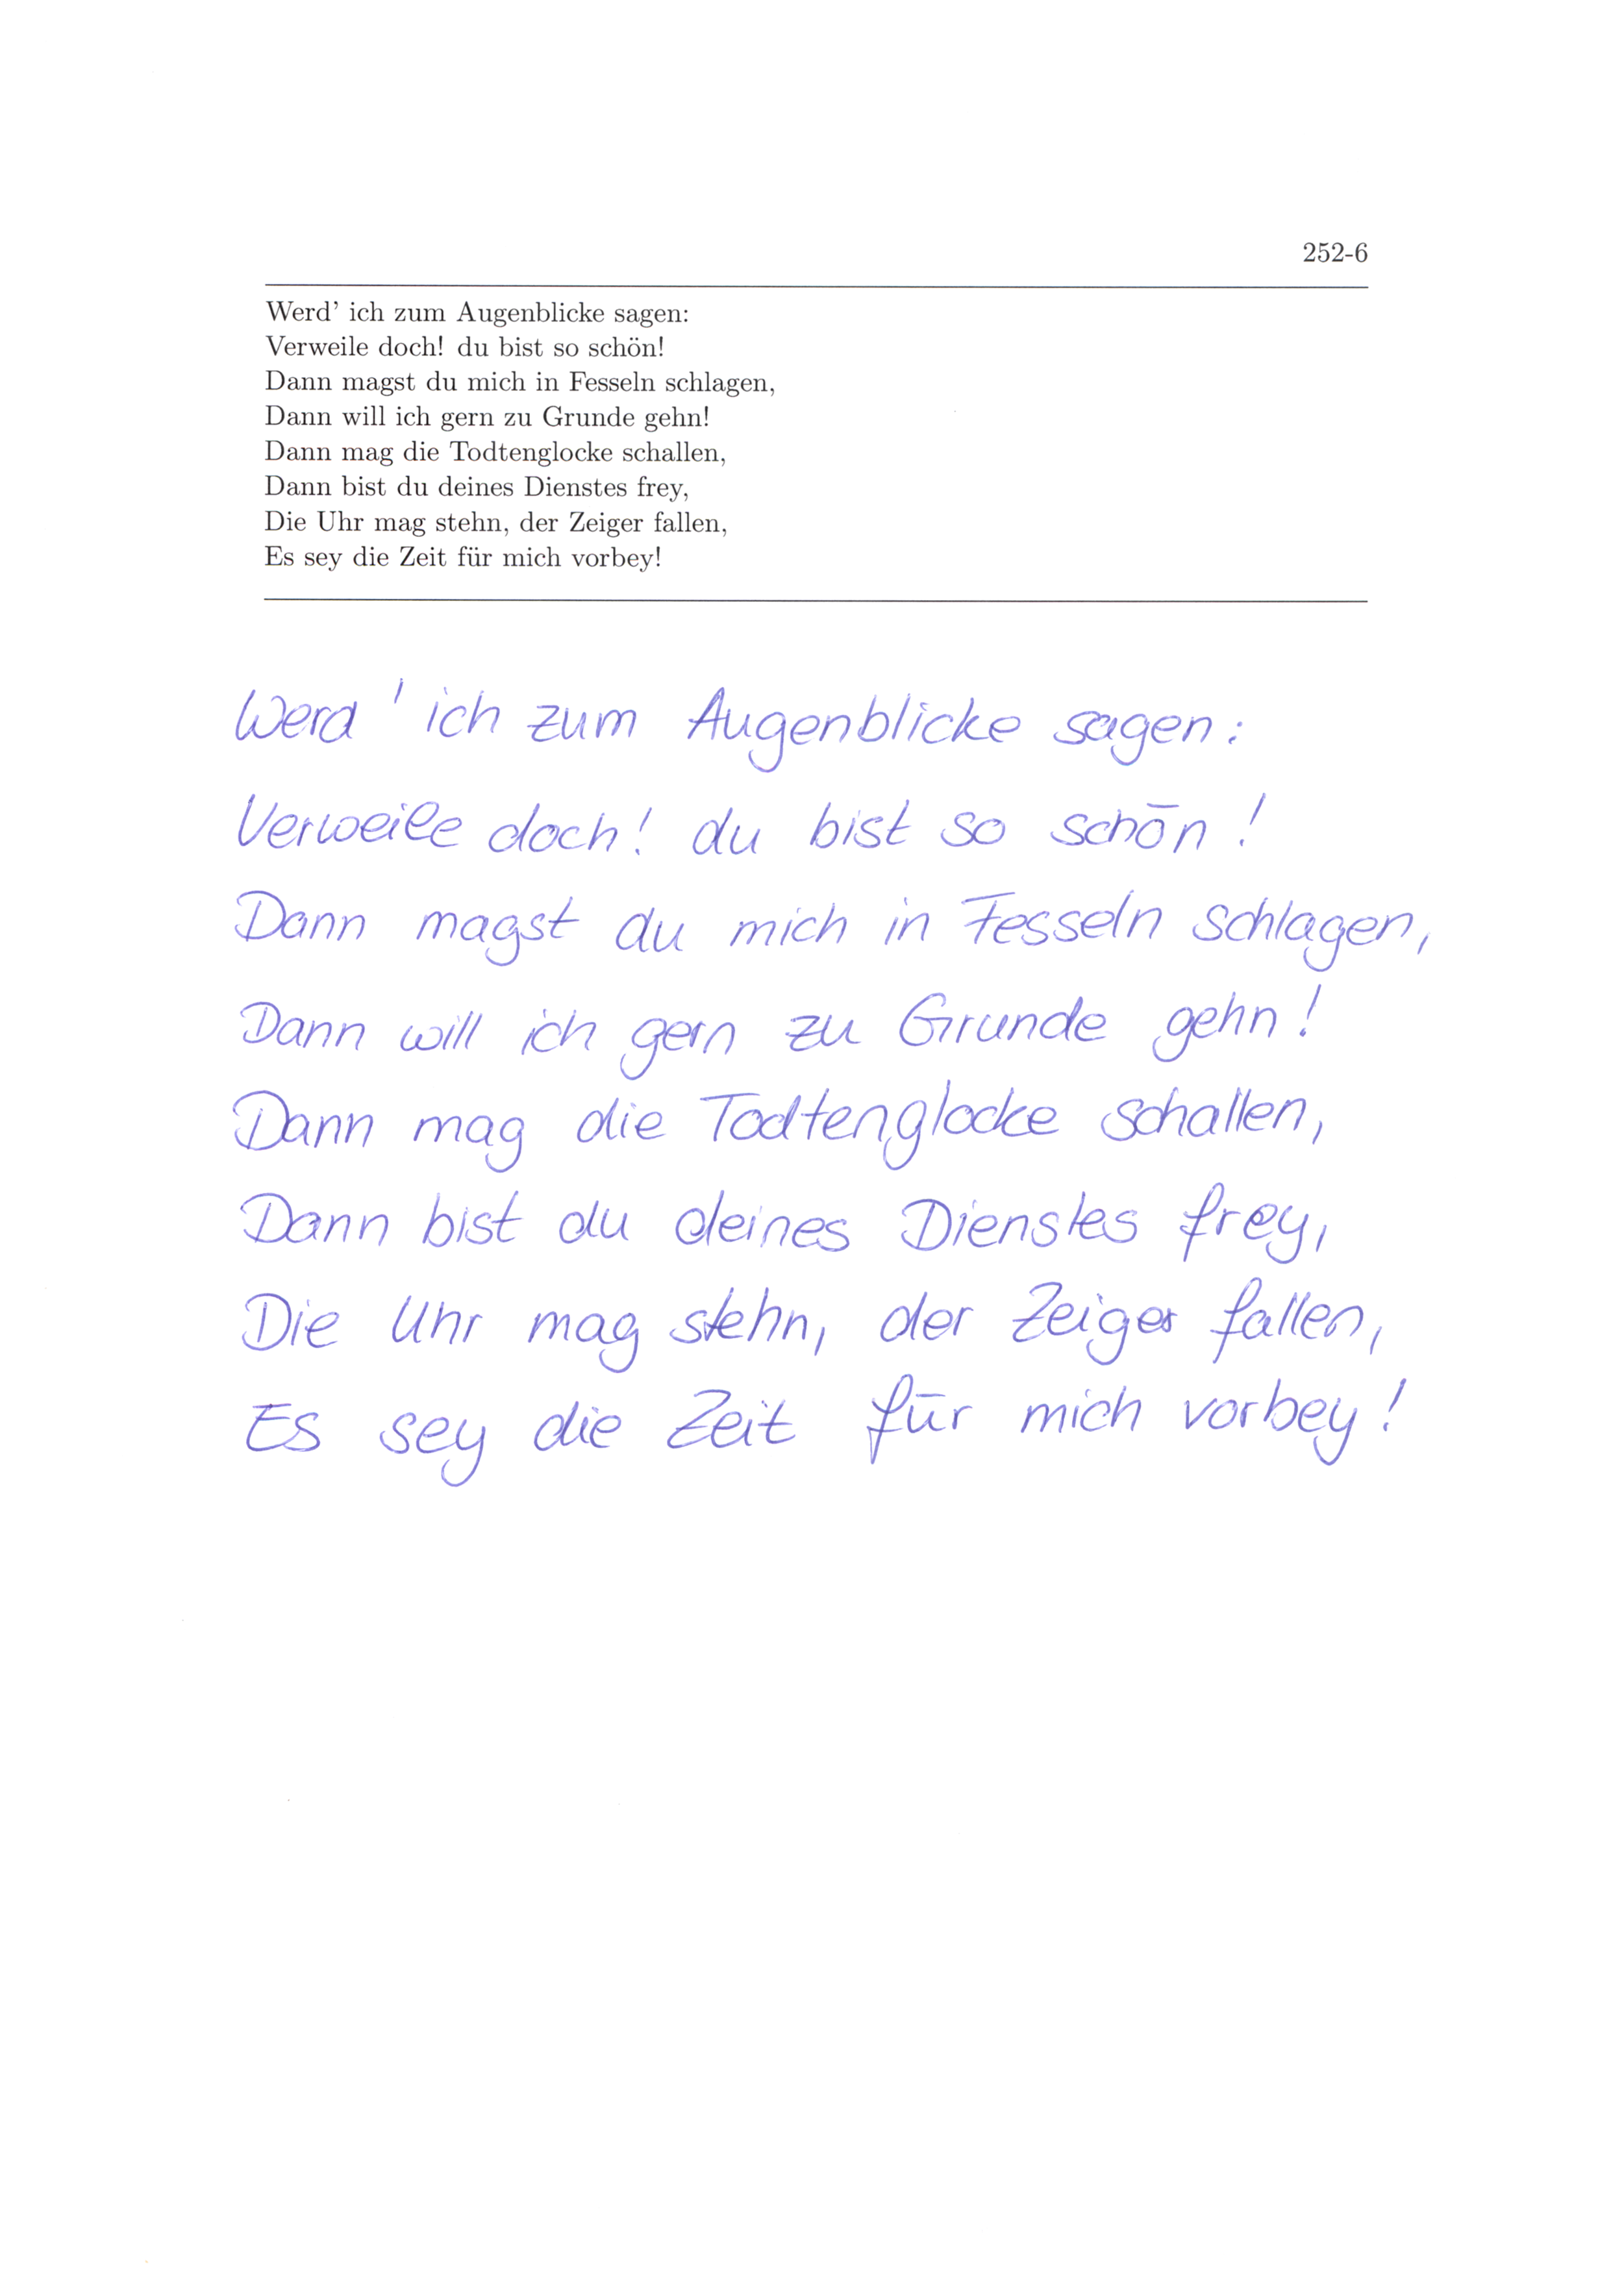 252-6
Werd' ich zum Augenblicke sagen:
Verweile doch! du bist so schön!
Dann magst du mich in Fesseln schlagen,
Dann will ich gern zu Grunde gehn!
Dann mag die Todtenglocke schallen,
Dann bist du deines Dienstes frey,
Die Uhr mag stehn, der Zeiger fallen,
Es sey die Zeit für mich vorbey!
Werd' ich zum Augenblicke sagen:
Verweile doch! du bist so schön!
Dann magst du mich in Fesseln schlagen,
Dann will ich gern zu Grunde gehn!
Dann mag die Todtenglocke schallen,
Dann bist du deines Dienstes frey,
Die Uhr mag stehn, der Zeiger fallen,
Es sey die Zeit für mich vorbey!